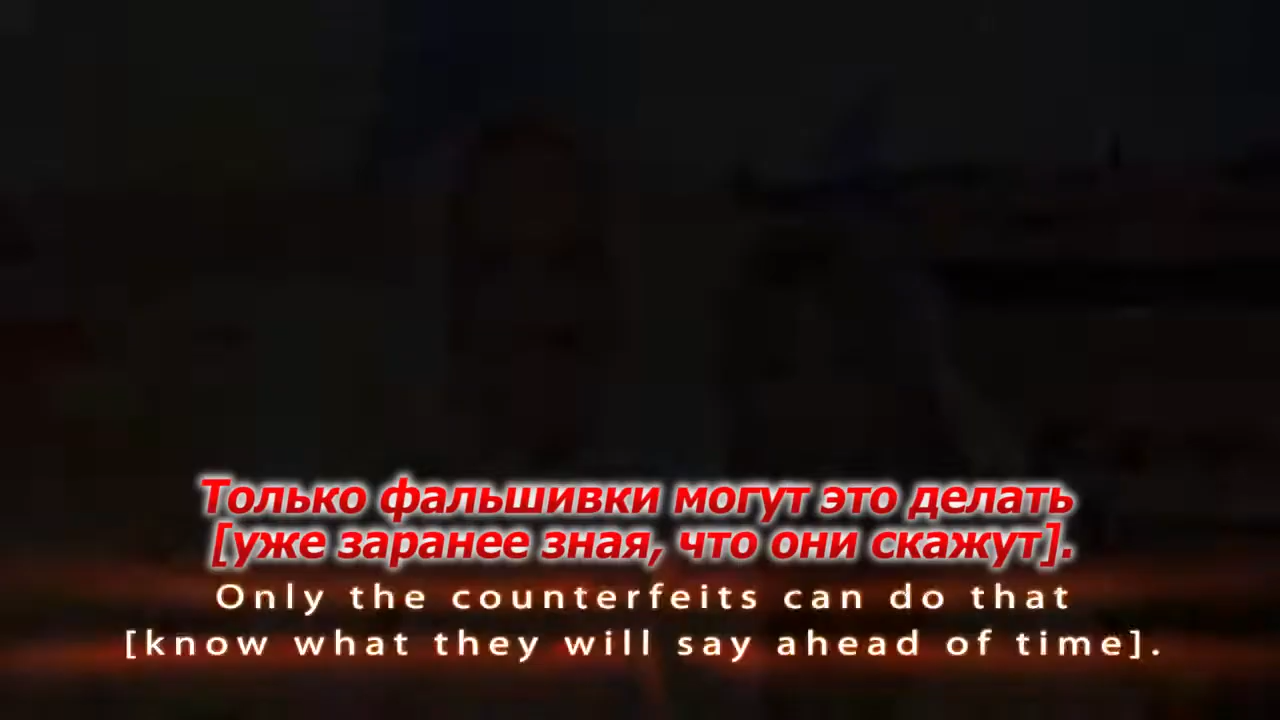 Только фальшивки могут это делать
[уже заранее зная, что они скажут].
Only the counterfeits can do that
[know what they will say ahead of time].